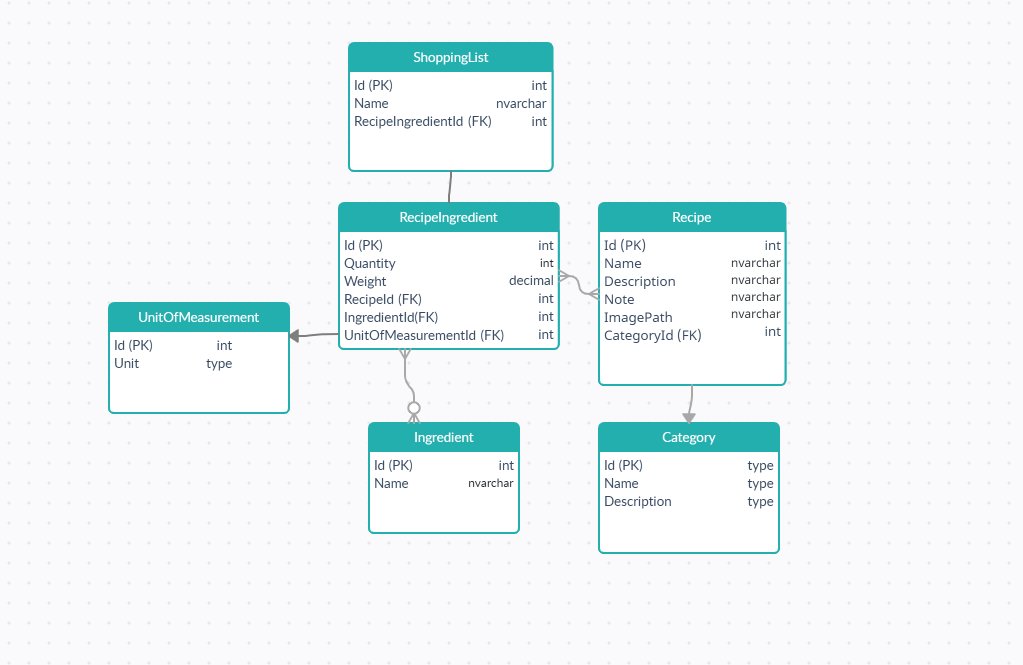 ShoppingList
Id (PK) int
Name nvarchar
RecipeIngredientId (FK) int
RecipeIngredient
Id (PK) int
Quantity int
Weight decimal
RecipeId (FK) int
IngredientId(FK) int
UnitOfMeasurementId (FK) int
Recipe
Id (PK) int
Name nvarchar
Description nvarchar
Note nvarchar
ImagePath nvarchar
CategoryId (FK) int
UnitOfMeasurement
Id (PK) int
Unit type
Ingredient
Id (PK) int
Name nvarchar
Category
Id (PK) type
Name type
Description type